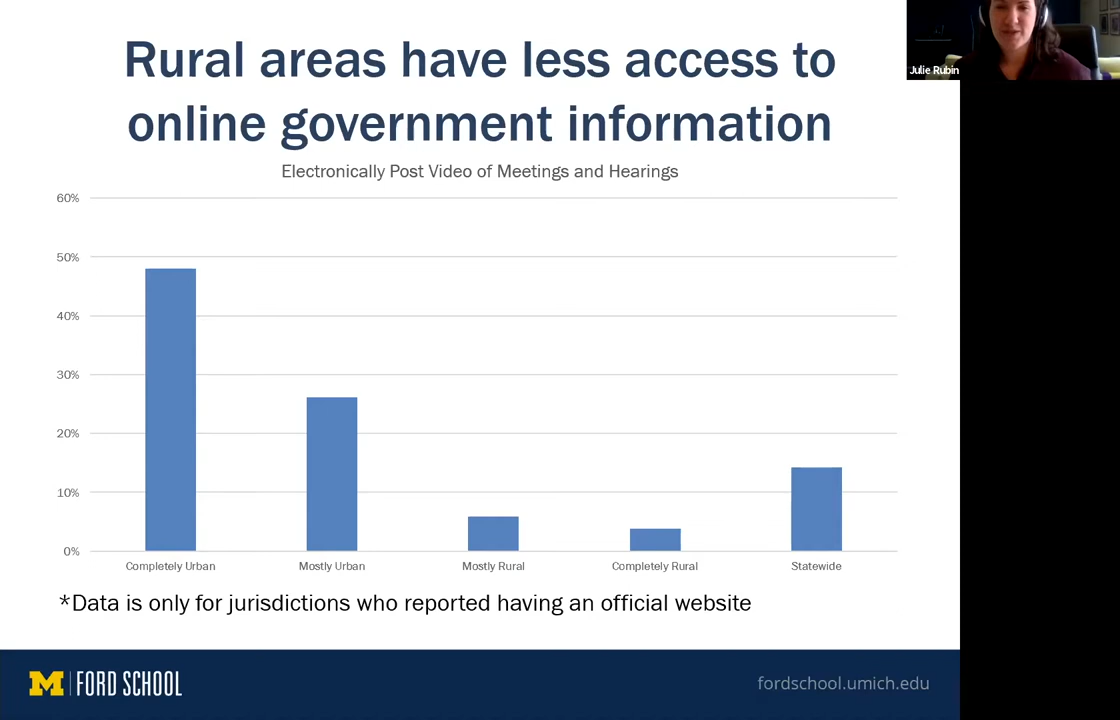 Rural areas have less access to
online government information
Electronically Post Video of Meetings and Hearings
60%
50%
40%
30%
20%
10%
0%
Completely Urban
Mostly Urban
Mostly Rural
Completely Rural
Statewide
*Data is only for jurisdictions who reported having an official website
M FORD SCHOOL
fordschool.umich.edu
Julie Rubin